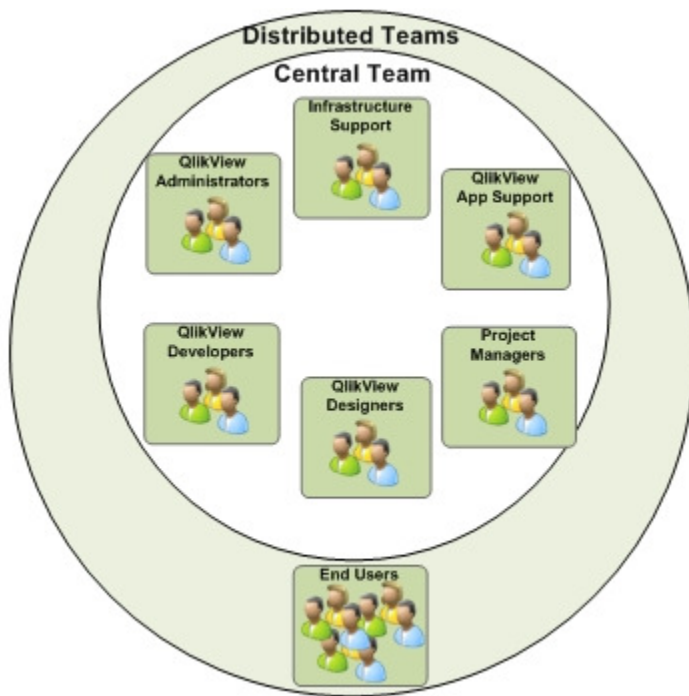 Distributed Teams
Central Team
Infrastructure
Support
QlikView
Administrators
QlikView
App Support
QlikView
Developers
Project
Managers
QlikView
Designers
End Users